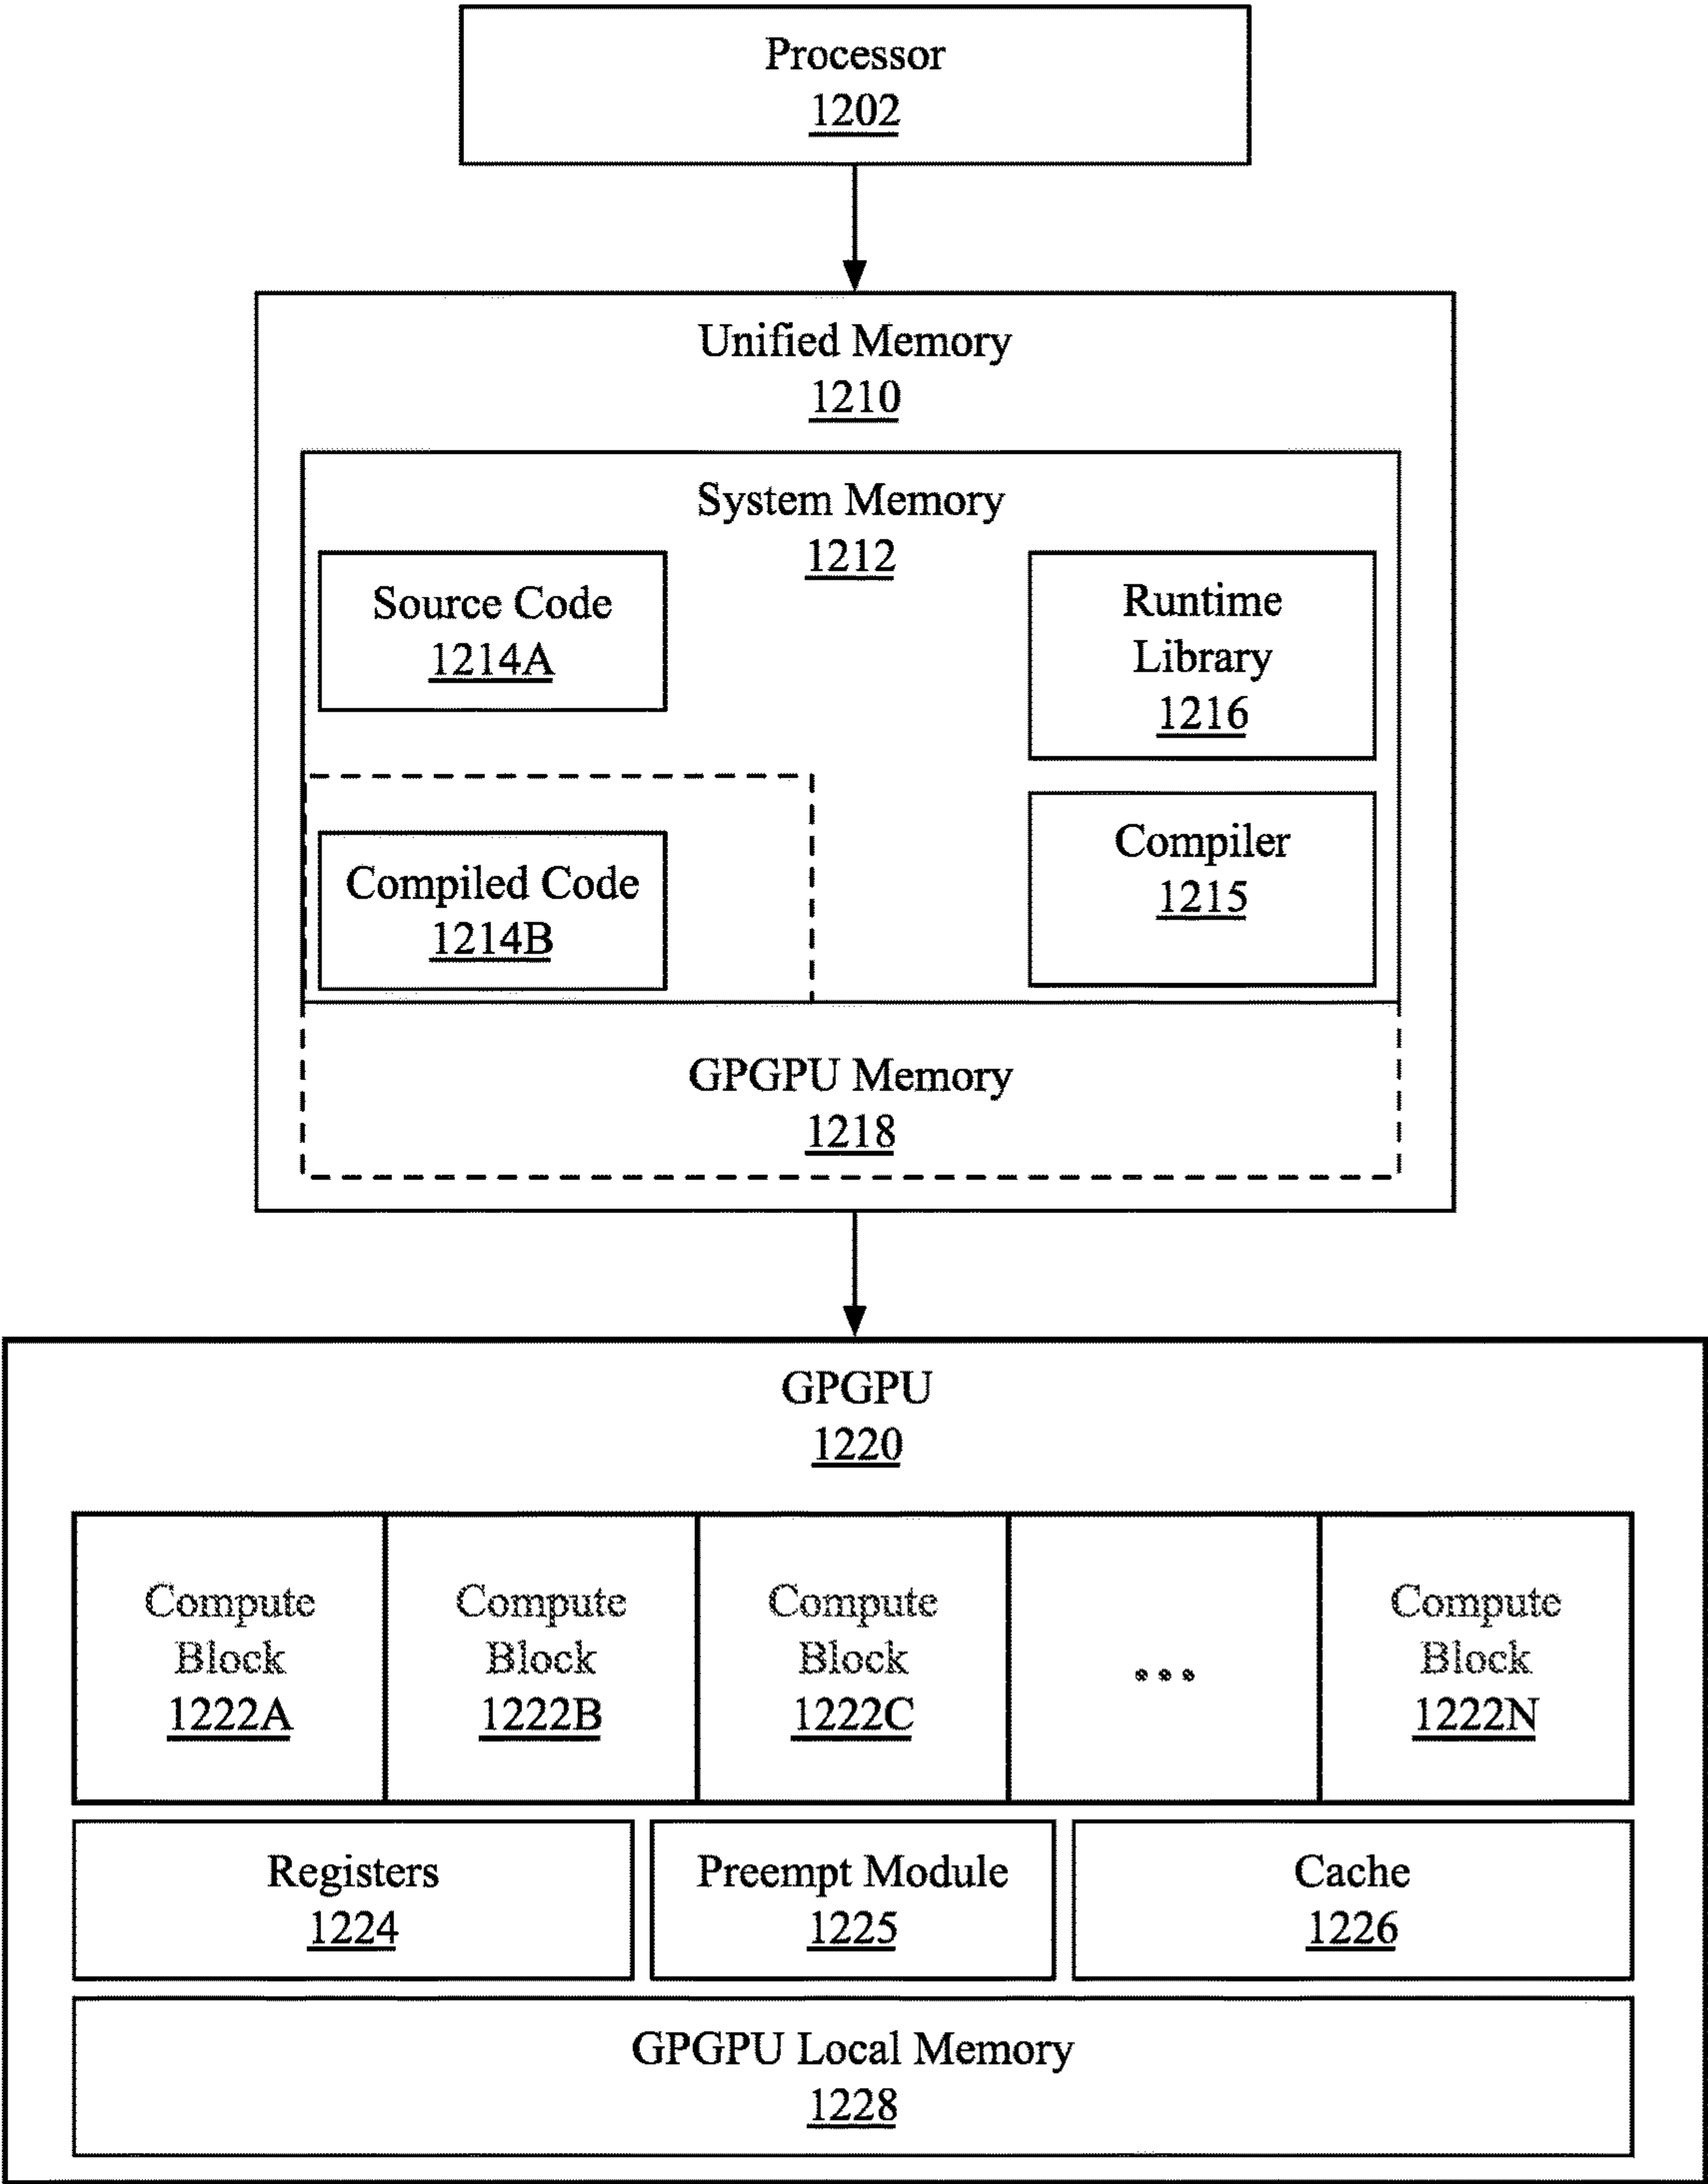 Processor
1202
Unified Memory
1210
System Memory
1212
Source Code
1214A
Runtime
Library
1216
Compiled Code
1214B
Compiler
1215
GPGPU Memory
1218
GPGPU
1220
Compute
Block
1222A
Compute
Block
1222B
Compute
Block
1222C
...
Compute
Block
1222N
Registers
1224
Preempt Module
1225
Cache
1226
GPGPU Local Memory
1228